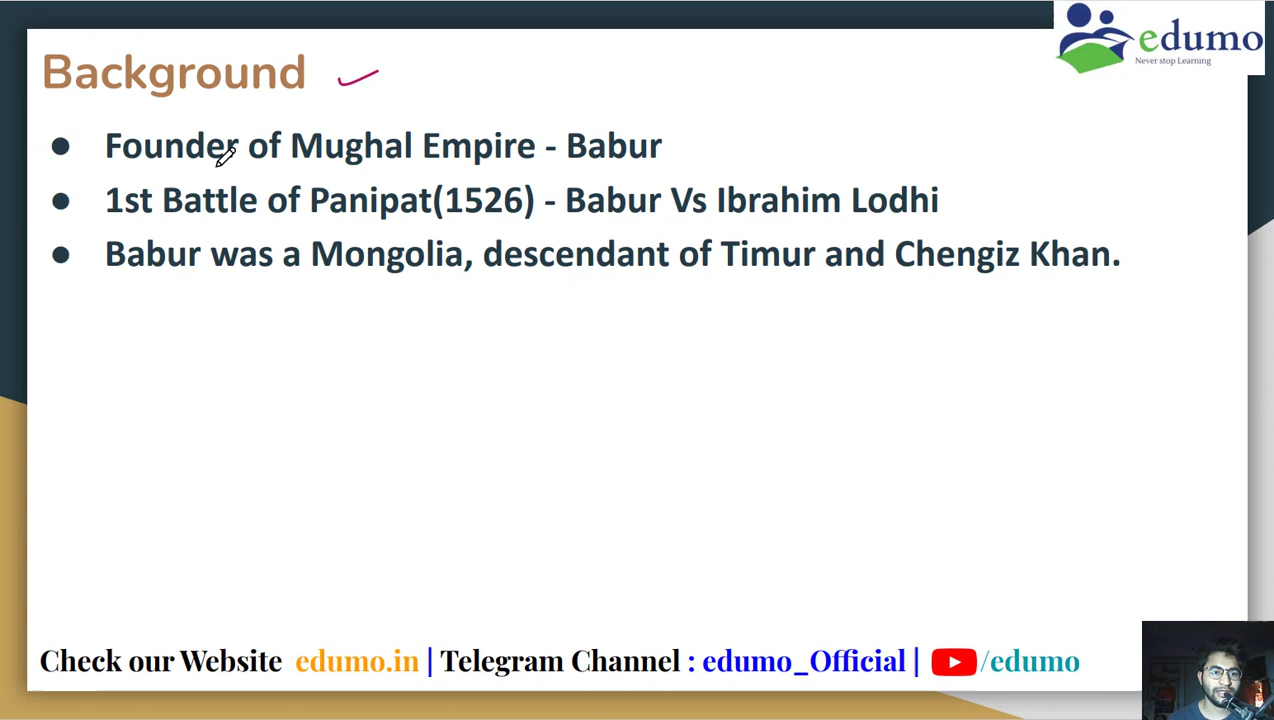 edumo
Never stop Learning
Background
● Founder of Mughal Empire - Babur
● 1st Battle of Panipat(1526) - Babur Vs Ibrahim Lodhi
● Babur was a Mongolia, descendant of Timur and Chengiz Khan.
Check our Website edumo.in | Telegram Channel : edumo_Official | /edumo